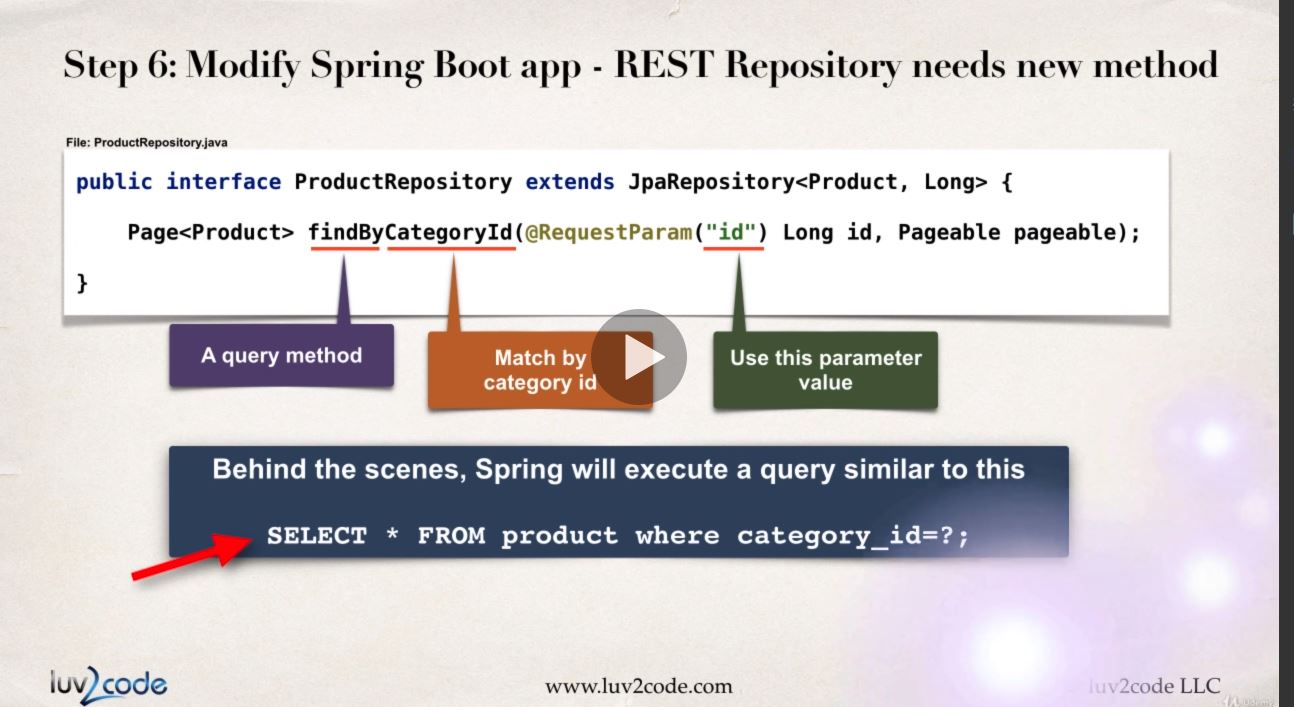 Step 6: Modify Spring Boot app - REST Repository needs new method
File: ProductRepository.java
public interface ProductRepository extends JpaRepository<Product, Long> {
Page<Product> findByCategoryId(@RequestParam("id") Long id, Pageable pageable);
}
A query method
Match by
category id
Use this parameter
value
Behind the scenes, Spring will execute a query similar to this
SELECT * FROM product where category_id=?;
luv2code
www.luv2code.com
luv2code LLC
Udemy